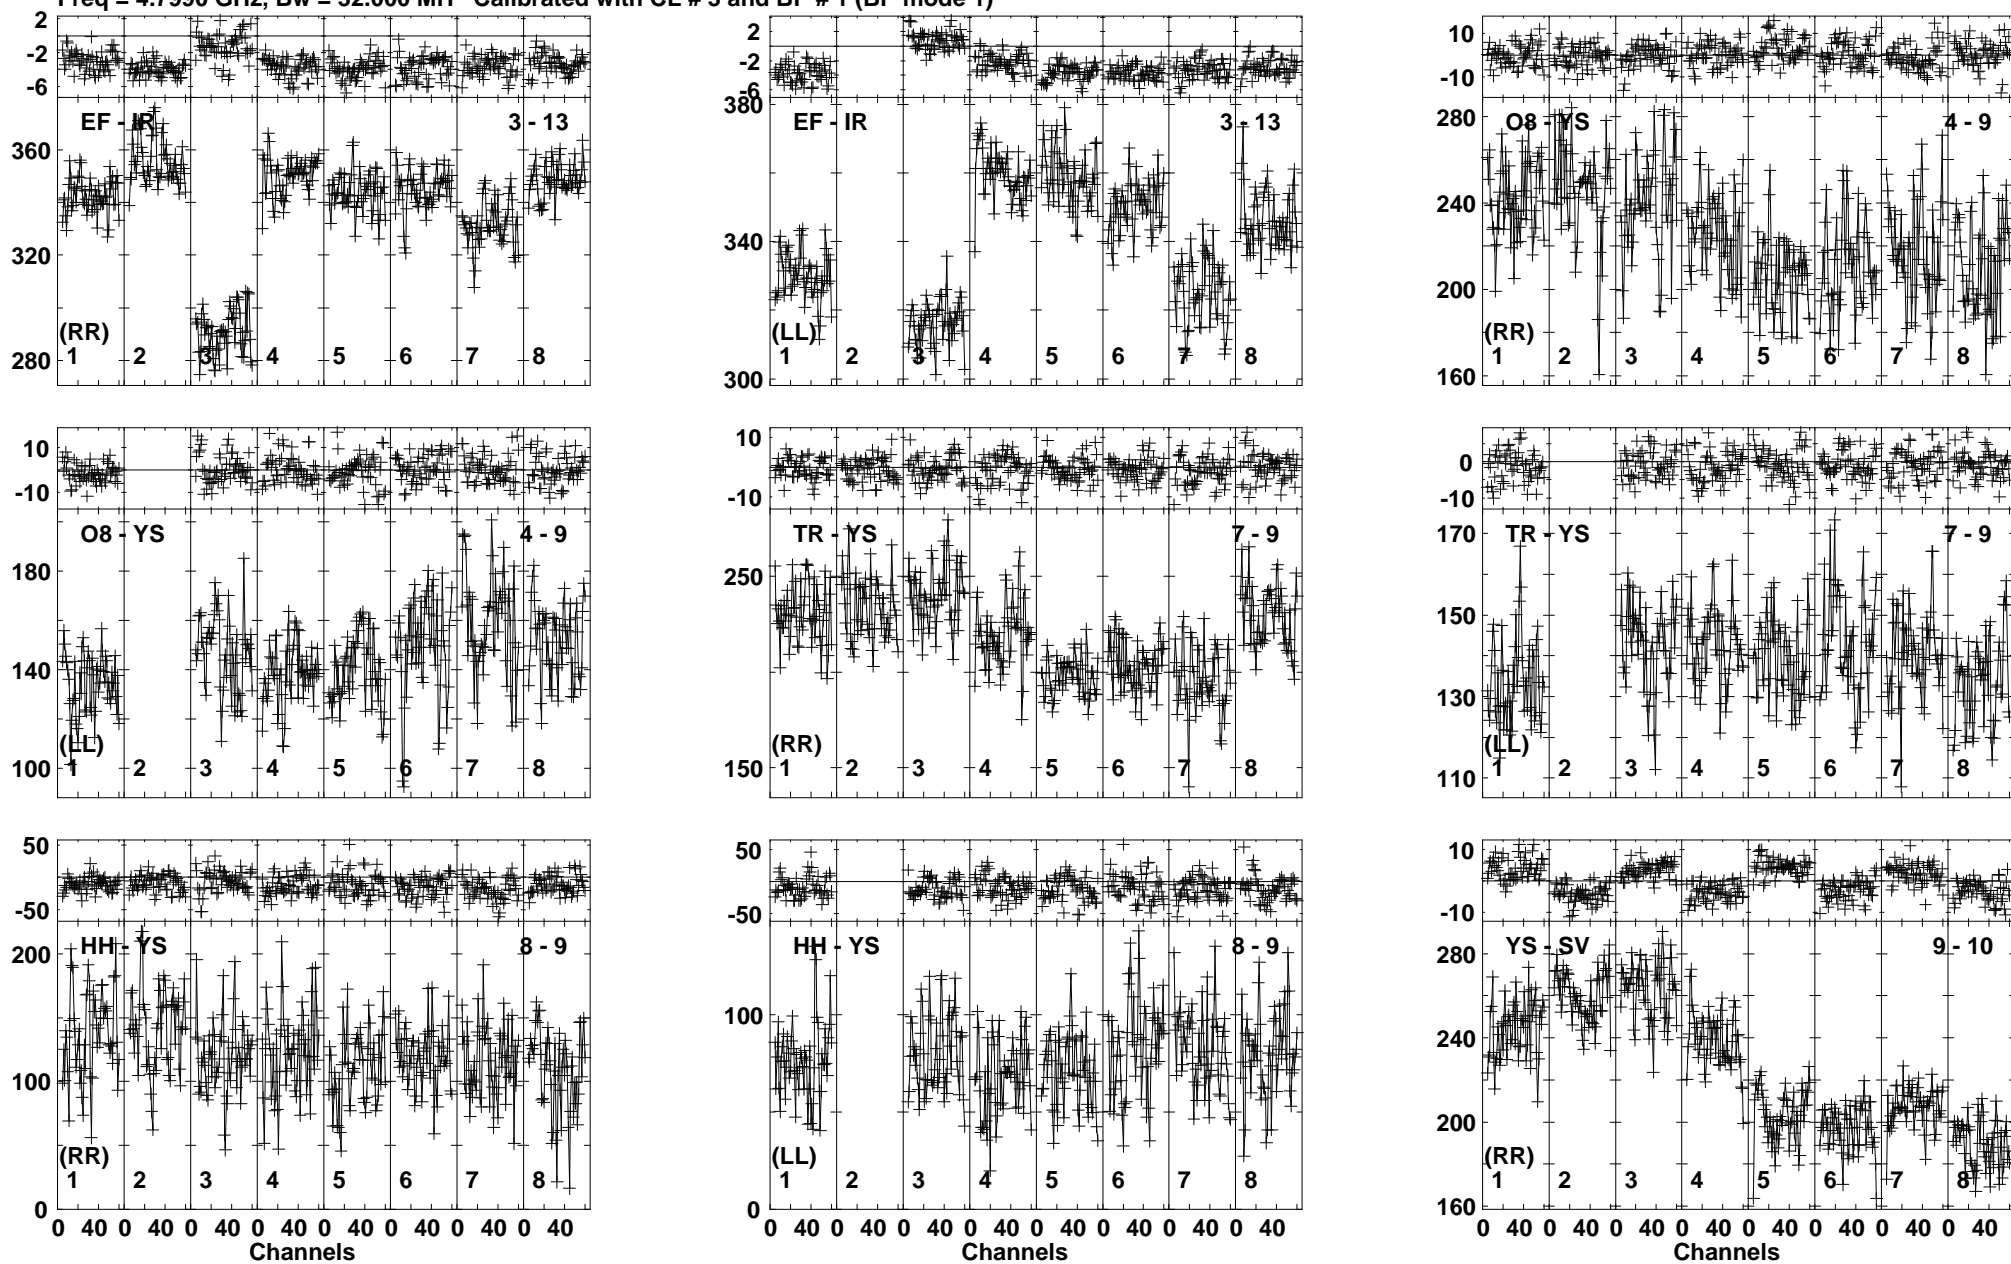 Freq = 4.7990 GHz, Bw = 32.000 MH Calibrated with CL # 3 and BP # 1 (BP mode 1)
2
-2
-6
EF - IR
3 - 13
360
320
280
(RR)
1 2 3 4 5 6 7 8
2
-2
-6
EF - IR
3 - 13
380
340
300
(LL)
1 2 3 4 5 6 7 8
10
-10
O8 - YS
4 - 9
280
240
200
160
(RR)
1 2 3 4 5 6 7 8
10
-10
O8 - YS
4 - 9
180
140
100
(LL)
1 2 3 4 5 6 7 8
10
-10
TR - YS
7 - 9
250
150
(RR)
1 2 3 4 5 6 7 8
0
-10
TR - YS
7 - 9
170
150
130
110
(LL)
1 2 3 4 5 6 7 8
50
-50
HH - YS
8 - 9
200
100
0
(RR)
1 2 3 4 5 6 7 8
0 40 0 40 0 40 0 40 0 40 0 40 0 40 0 40
Channels
50
-50
HH - YS
8 - 9
100
0
(LL)
1 2 3 4 5 6 7 8
0 40 0 40 0 40 0 40 0 40 0 40 0 40 0 40
Channels
10
-10
YS - SV
9 - 10
280
240
200
160
(RR)
1 2 3 4 5 6 7 8
0 40 0 40 0 40 0 40 0 40 0 40 0 40 0 40
Channels